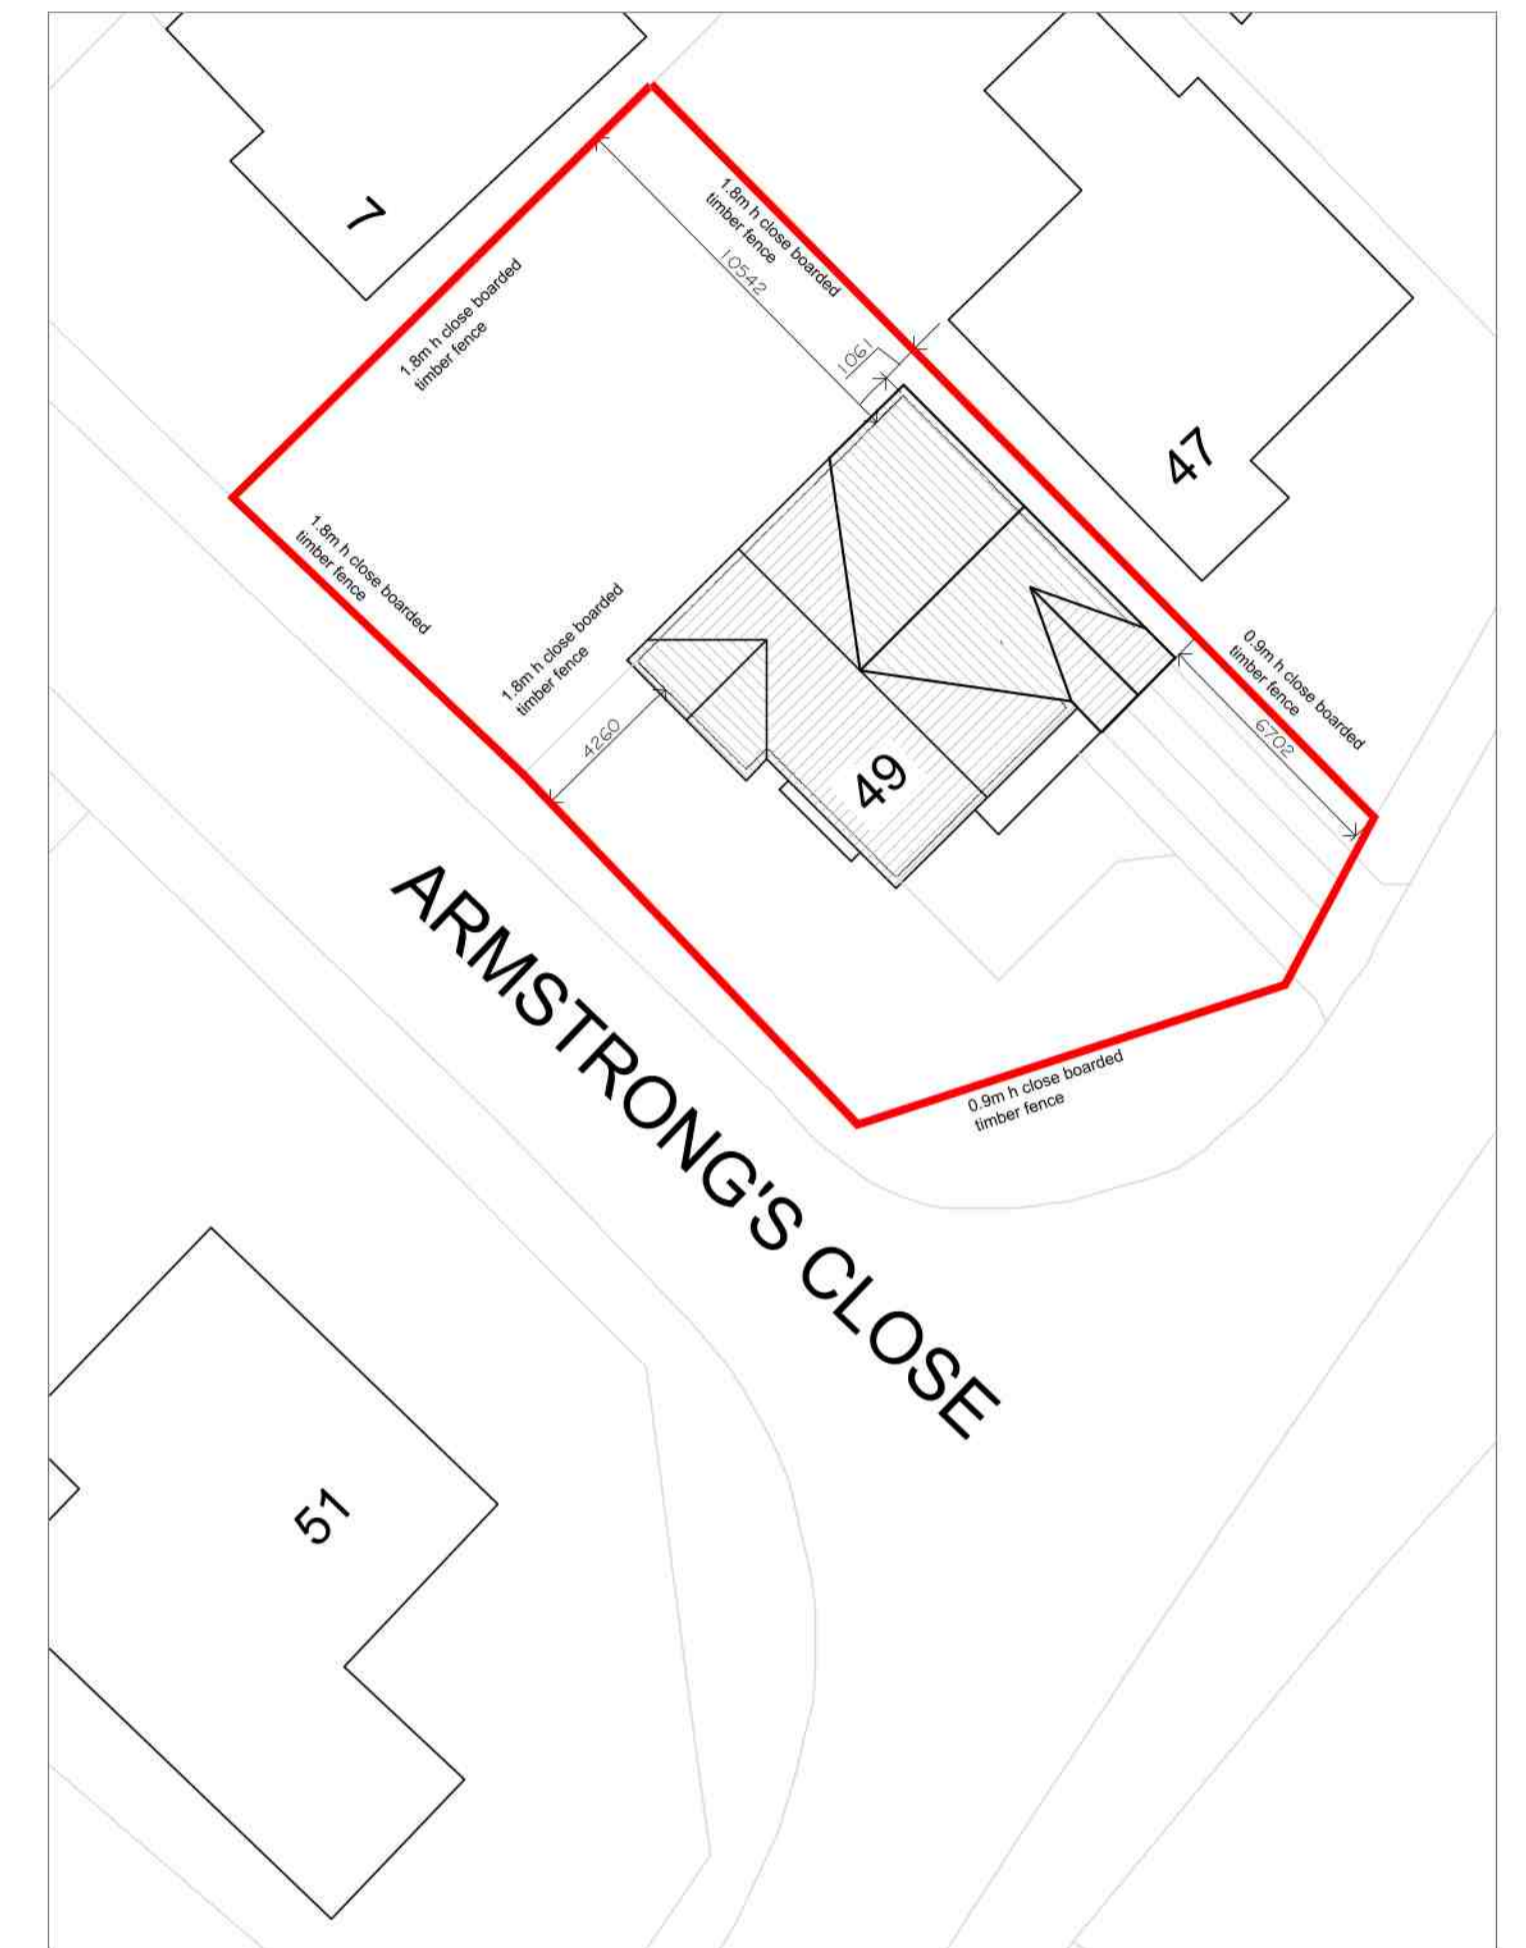 7
1.8m h close boarded
timber fence
10542
1.8m h close boarded
timber fence
1061
47
1.8m h close boarded
timber fence
1.8m h close boarded
timber fence
4260
49
0.9m h close boarded
timber fence
6702
ARMSTRONG'S CLOSE
0.9m h close boarded
timber fence
51